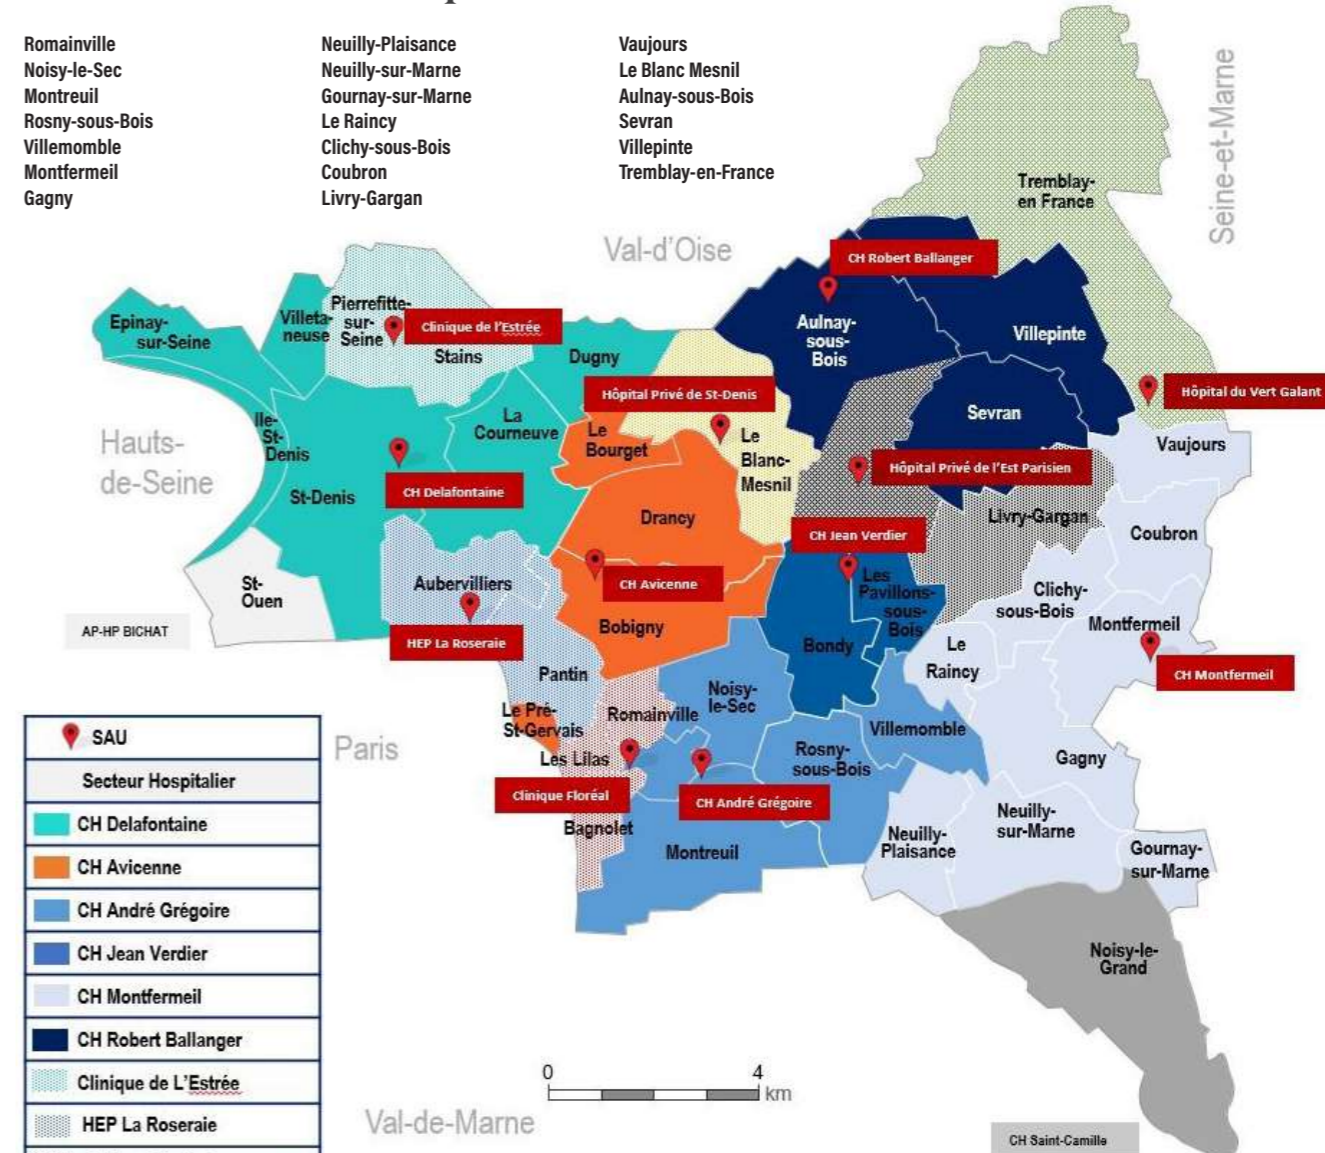 Romainville
Noisy-le-Sec
Montreuil
Rosny-sous-Bois
Villemomble
Montfermeil
Gagny
Neuilly-Plaisance
Neuilly-sur-Marne
Gournay-sur-Marne
Le Raincy
Clichy-sous-Bois
Coubron
Livry-Gargan
Vaujours
Le Blanc Mesnil
Aulnay-sous-Bois
Sevran
Villepinte
Tremblay-en-France
Seine-et-Marne
Tremblay-
en France
Val-d'Oise
CH Robert Ballanger
Epinay-
sur-Seine
Villeta-
neuse
Pierrefitte-
sur-
Seine
Clinique de l'Estrée
Stains
Dugny
Aulnay-
sous-
Bois
Villepinte
Hôpital Privé de St-Denis
Hôpital du Vert Galant
Hauts-
de-Seine
Ile-
St-
Denis
La
Courneuve
Le
Bourget
Le
Blanc-
Mesnil
Sevran
Vaujours
Hôpital Privé de l'Est Parisien
St-Denis
CH Delafontaine
Drancy
Livry-Gargan
CH Jean Verdier
Coubron
St-
Ouen
Aubervilliers
CH Avicenne
Les
Pavillons-
sous-
Bois
Clichy-
sous-Bois
AP-HP BICHAT
HEP La Roseraie
Bobigny
Bondy
Le
Raincy
Montfermeil
CH Montfermeil
Pantin
Noisy-
le-Sec
Le Pré-
St-Gervais
Romainville
Villemomble
Paris
Les Lilas
Rosny-
sous-Bois
Gagny
Clinique Floréal
CH André Grégoire
Bagnolet
Montreuil
Neuilly-
Plaisance
Neuilly-
sur-Marne
Gournay-
sur-Marne
Noisy-le-
Grand
SAU
Secteur Hospitalier
CH Delafontaine
CH Avicenne
CH André Grégoire
CH Jean Verdier
CH Montfermeil
CH Robert Ballanger
Clinique de L'Estrée
HEP La Roseraie
0 4
km
Val-de-Marne
CH Saint-Camille